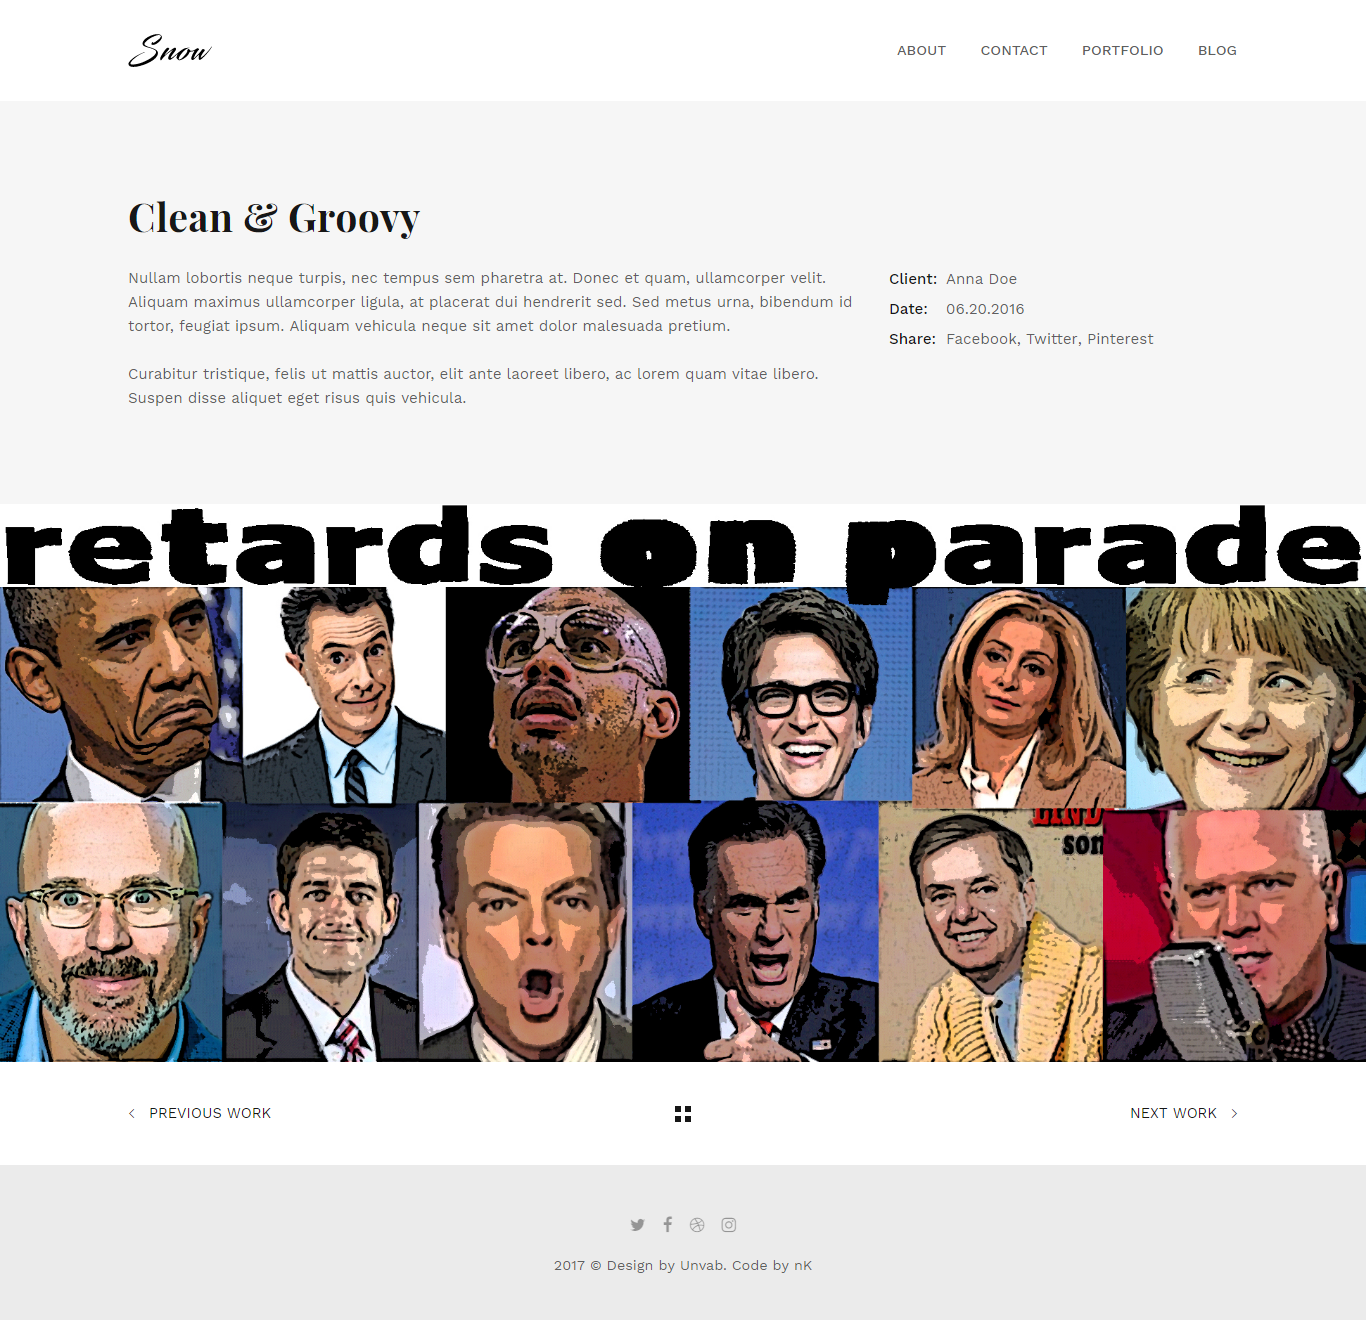 Snow
ABOUT CONTACT PORTFOLIO BLOG
Clean & Groovy
Nullam lobortis neque turpis, nec tempus sem pharetra at. Donec et quam, ullamcorper velit.
Aliquam maximus ullamcorper ligula, at placerat dui hendrerit sed. Sed metus urna, bibendum id
tortor, feugiat ipsum. Aliquam vehicula neque sit amet dolor malesuada pretium.
Curabitur tristique, felis ut mattis auctor, elit ante laoreet libero, ac lorem quam vitae libero.
Suspen disse aliquet eget risus quis vehicula.
Client: Anna Doe
Date: 06.20.2016
Share: Facebook, Twitter, Pinterest
retards on parade
LIND
son
PREVIOUS WORK
NEXT WORK
2017 © Design by Unvab. Code by nK